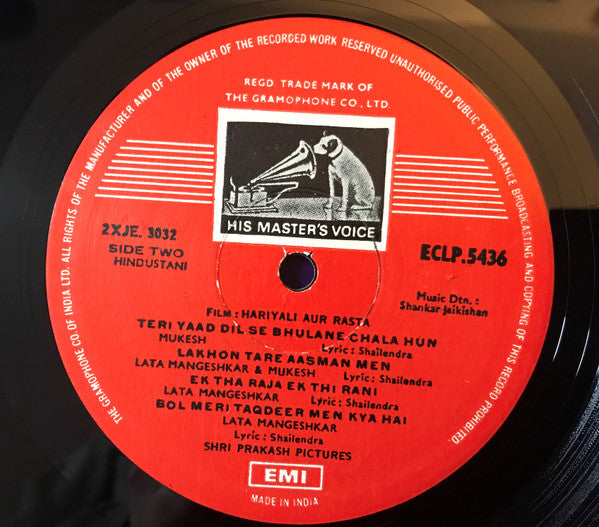 ALL RIGHTS OF THE MANUFACTURER AND OF THE OWNER OF THE RECORDED WORK RESERVED UNAUTHORISED PUBLIC PERFORMANCE BROADCASTING AND COPYING OF THIS RECORD PROHIBITED.
THE GRAMOPHONE CO. OF INDIA LTD.
REGD. TRADE MARK OF
THE GRAMOPHONE CO., LTD.
HIS MASTER'S VOICE
2XJE. 3032
SIDE TWO
HINDUSTANI
ECLP.5436
Music Dtn. :
Shankar-Jaikishan
FILM : HARIYALI AUR RASTA
TERI YAAD DIL SE BHULANE CHALA HUN
MUKESH Lyric : Shailendra
LAKHON TARE AASMAN MEN
LATA MANGESHKAR & MUKESH Lyric : Shailendra
EK THA RAJA EK THI RANI
LATA MANGESHKAR Lyric : Shailendra
BOL MERI TAQDEER MEN KYA HAI
LATA MANGESHKAR
Lyric : Shailendra
SHRI PRAKASH PICTURES
EMI
MADE IN INDIA